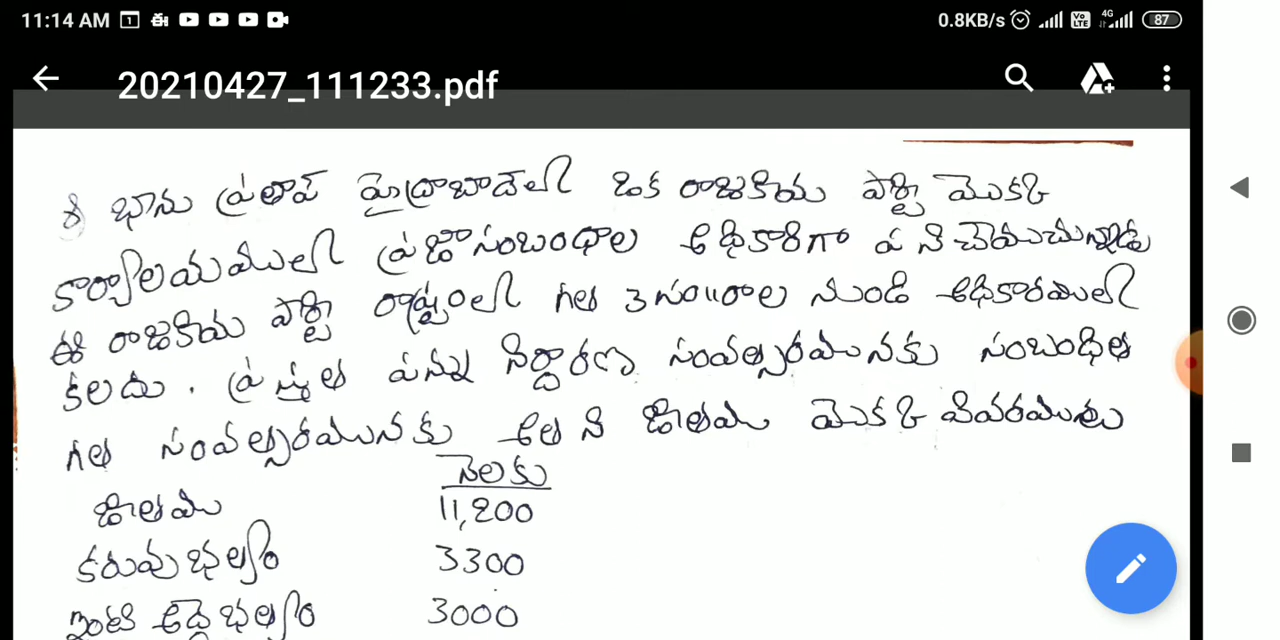 11:14 AM 0.8KB/s VoLTE 4G 87
20210427_111233.pdf
శ్రీ భాను ప్రతాప్ హైద్రాబాద్‌లో ఒక రాజకీయ పార్టీ యొక్క
కార్యాలయములో ప్రజాసంబంధాల అధికారిగా పనిచేయుచున్నాడు
ఈ రాజకీయ పార్టీ రాష్ట్రంలో గత 3 సం॥రాల నుండి అధికారములో
కలదు. ప్రస్తుత పన్ను నిర్దారణ సంవత్సరమునకు సంబంధిత
గత సంవత్సరమునకు అతని జీతము యొక్క వివరములు
నెలకు
జీతము 11,200
కరువు భత్యం 3300
ఇంటి అద్దె భత్యం 3000